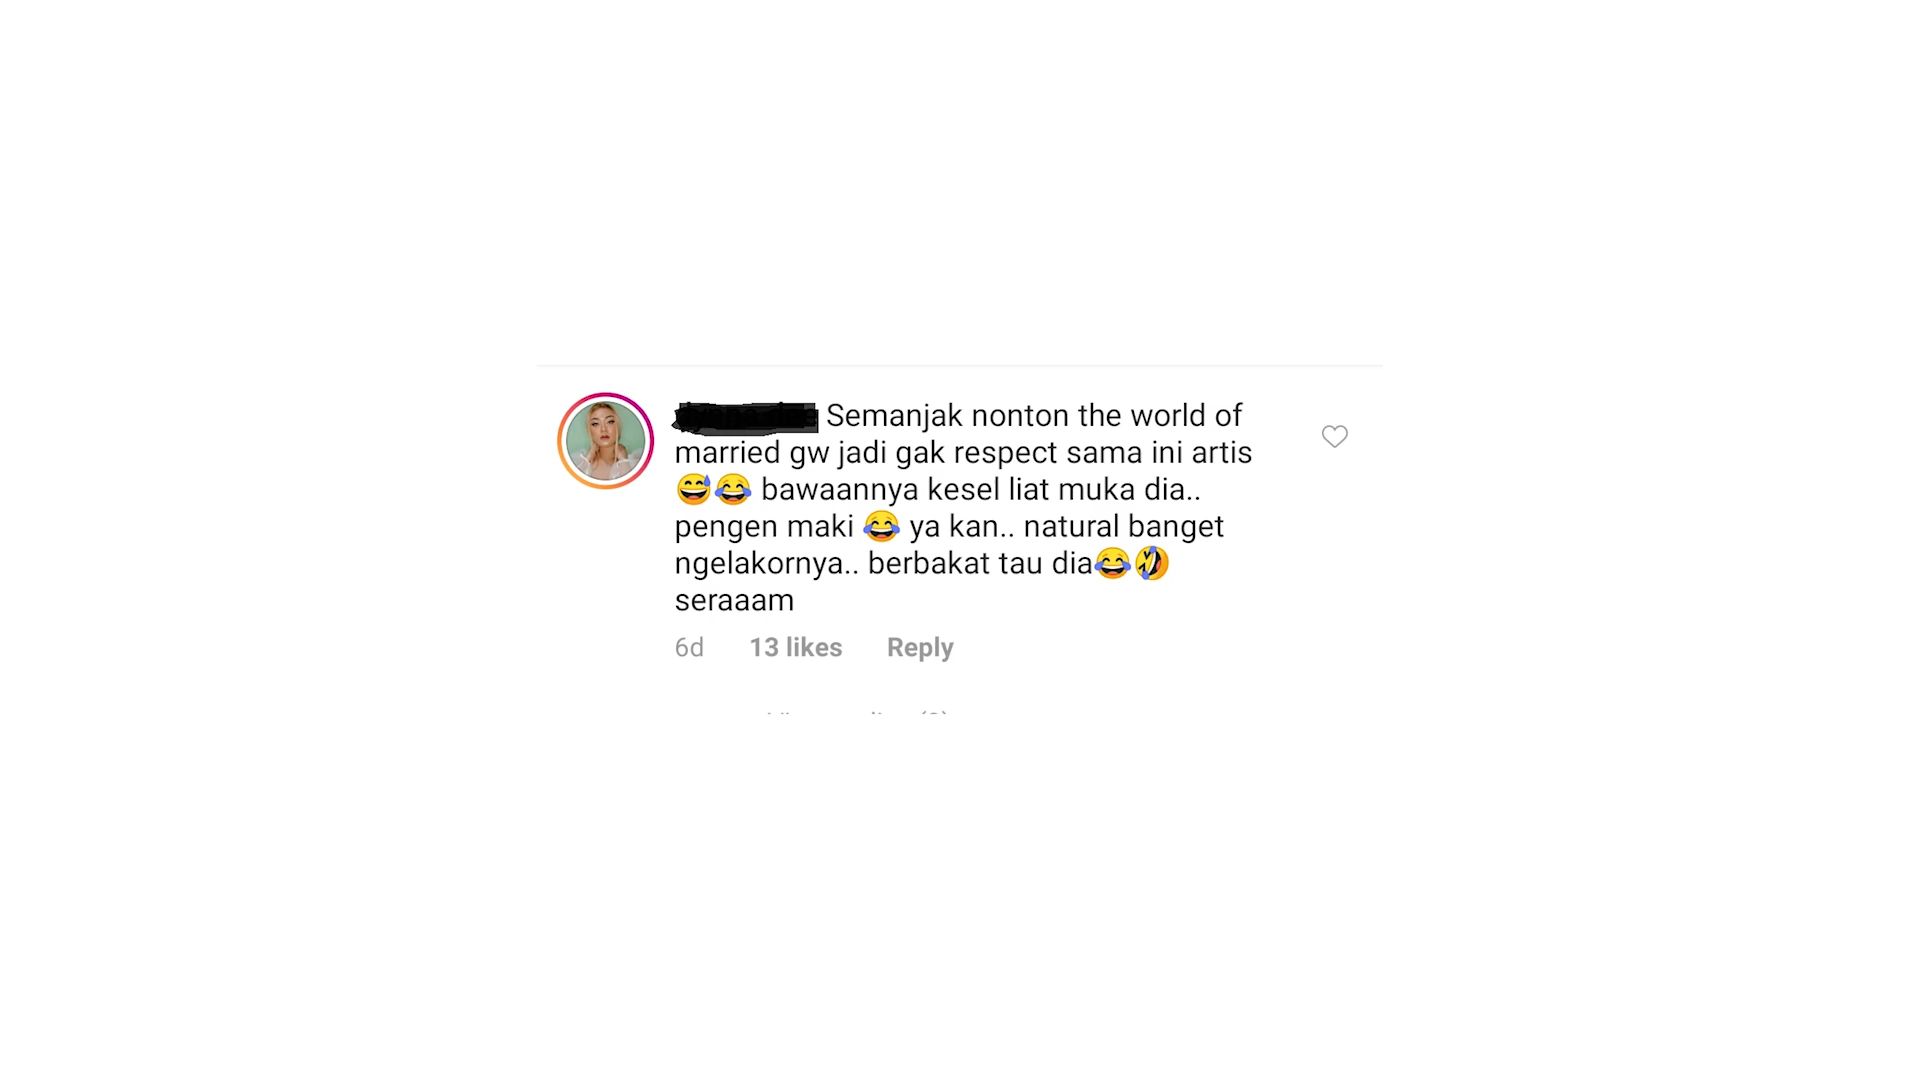 Semanjak nonton the world of
married gw jadi gak respect sama ini artis
😅😂 bawaannya kesel liat muka dia..
pengen maki 😂 ya kan.. natural banget
ngelakornya.. berbakat tau dia😂🤣
seraaam
6d 13 likes Reply